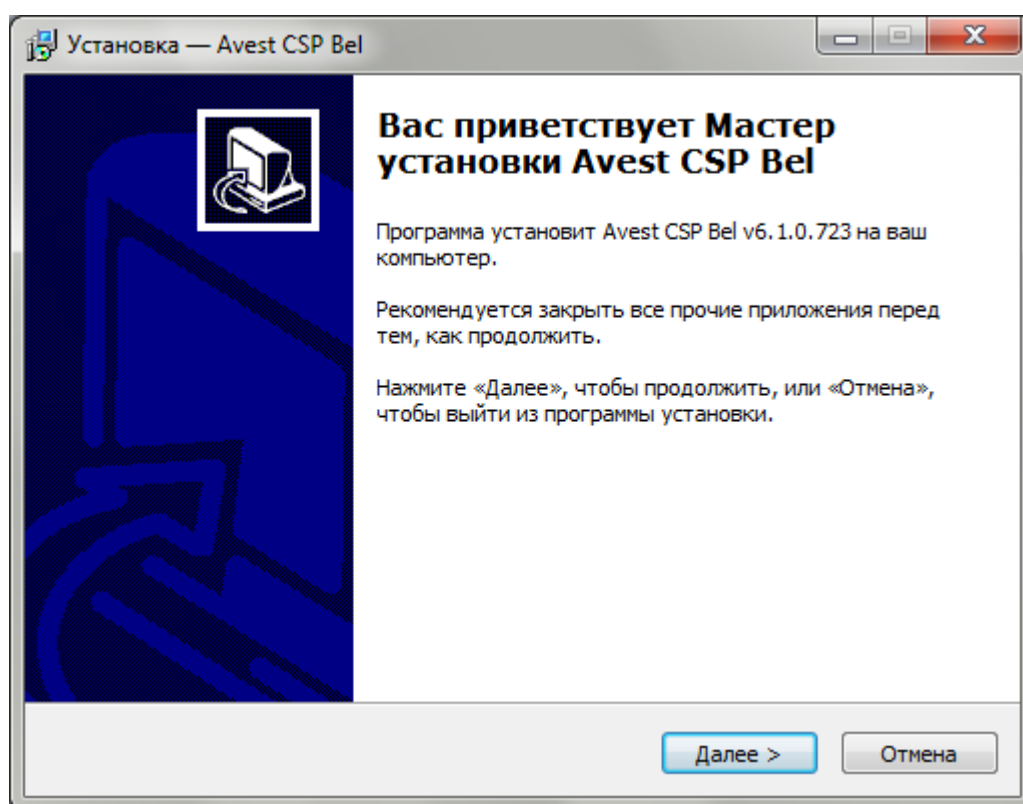 Установка — Avest CSP Bel
Вас приветствует Мастер
установки Avest CSP Bel
Программа установит Avest CSP Bel v6.1.0.723 на ваш
компьютер.
Рекомендуется закрыть все прочие приложения перед
тем, как продолжить.
Нажмите «Далее», чтобы продолжить, или «Отмена»,
чтобы выйти из программы установки.
Далее >
Отмена